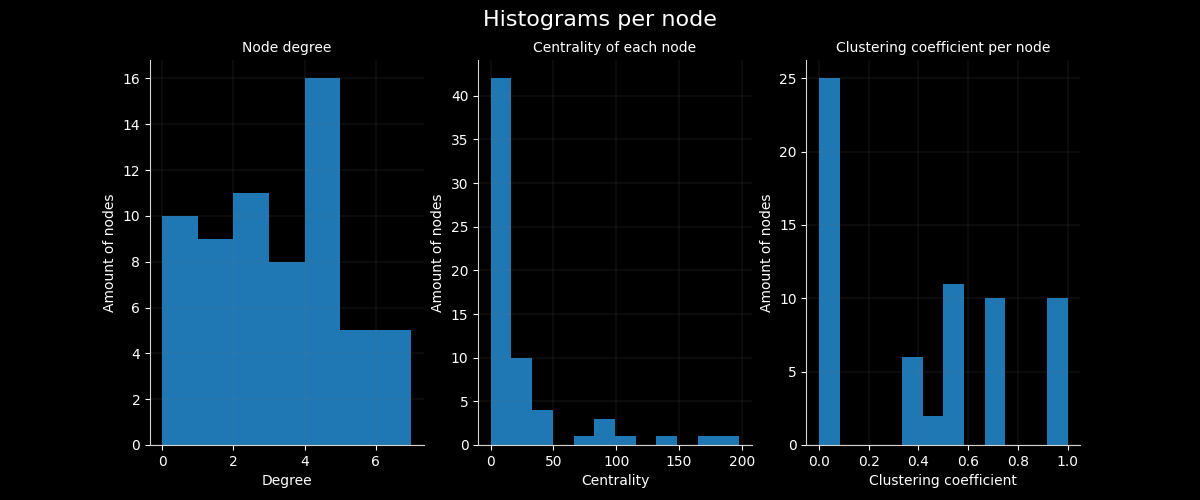 Histograms per node
Node degree
Amount of nodes
16
14
12
10
8
6
4
2
0
0 2 4 6
Degree
Centrality of each node
Amount of nodes
40
35
30
25
20
15
10
5
0
0 50 100 150 200
Centrality
Clustering coefficient per node
Amount of nodes
25
20
15
10
5
0
0.0 0.2 0.4 0.6 0.8 1.0
Clustering coefficient